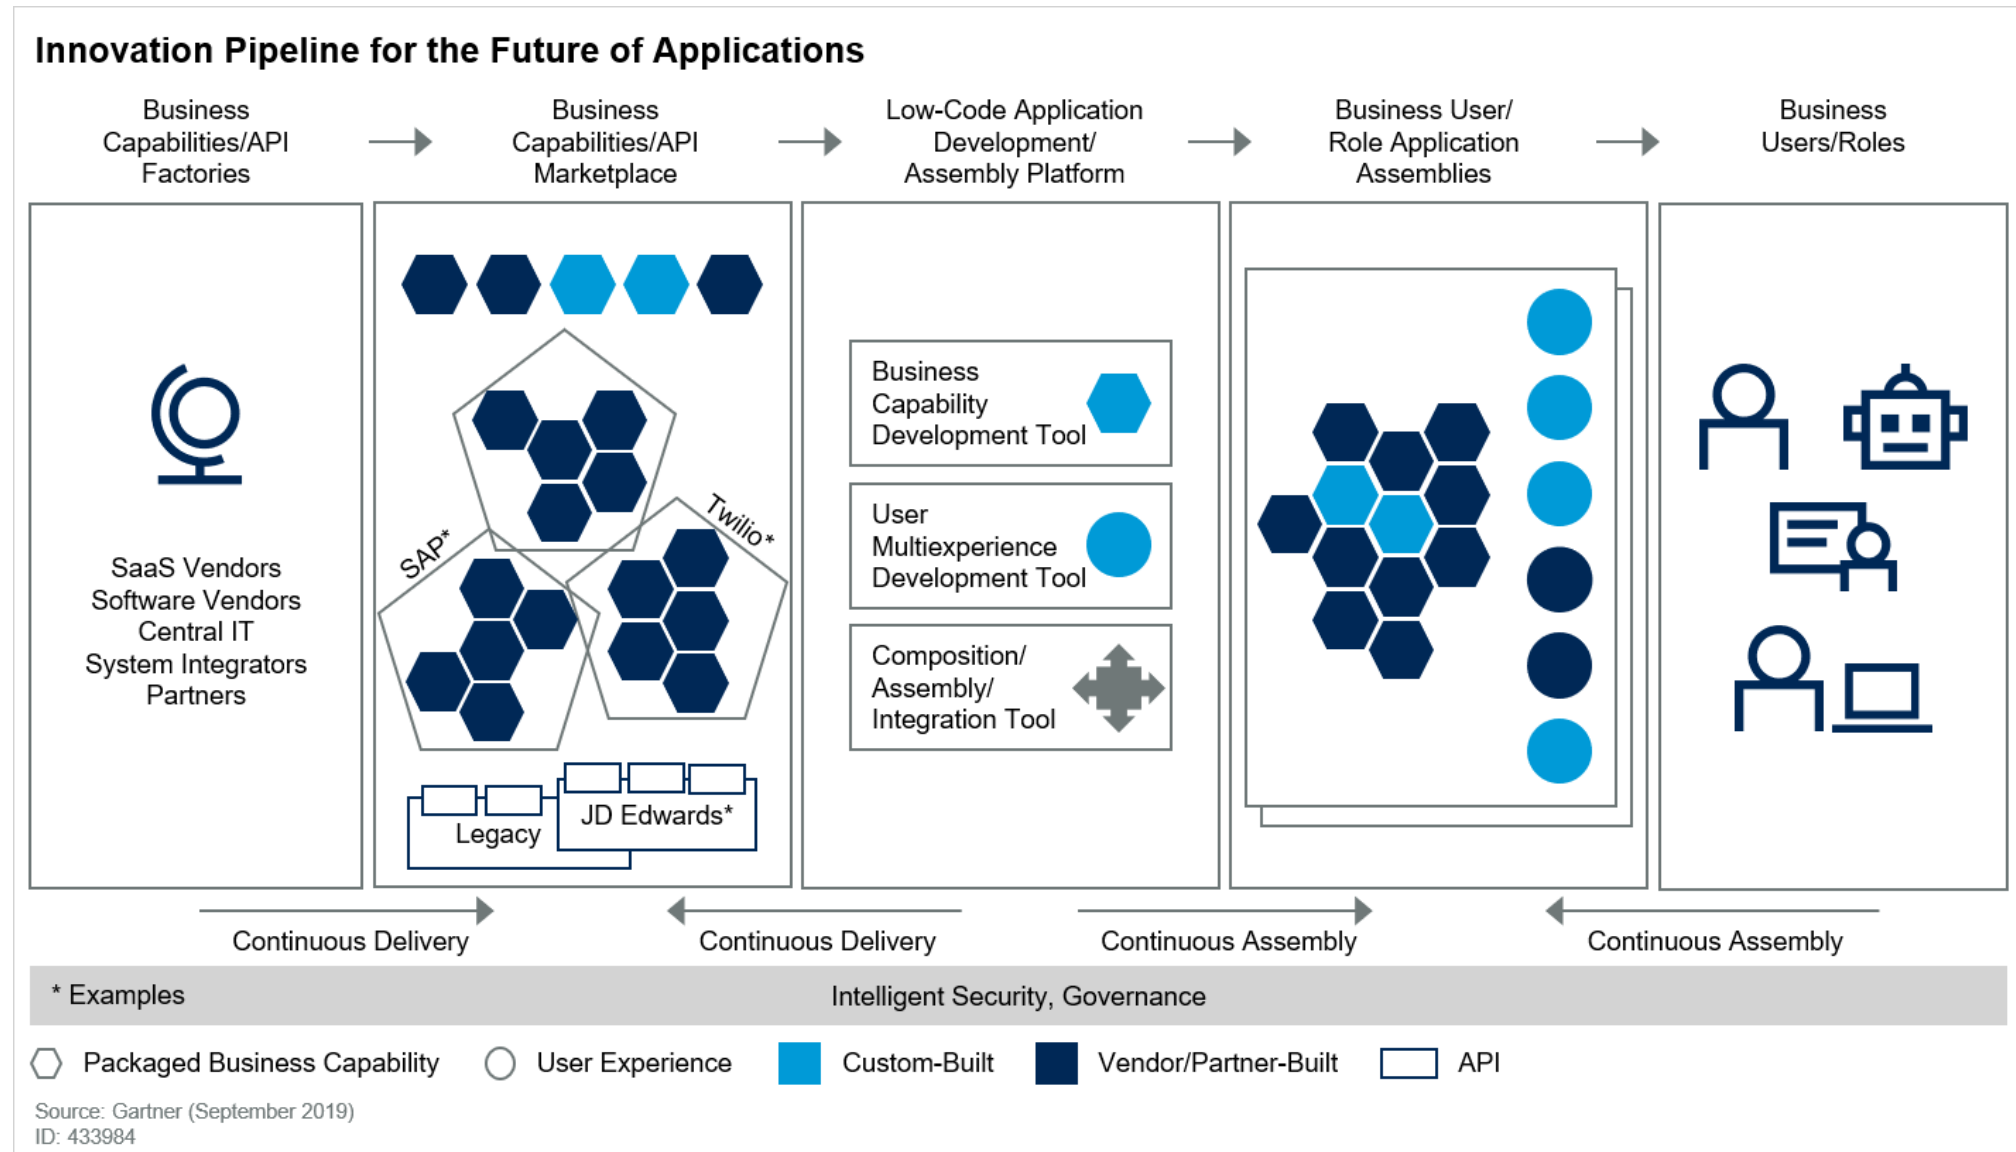 Innovation Pipeline for the Future of Applications
Business
Capabilities/API
Factories
Business
Capabilities/API
Marketplace
Low-Code Application
Development/
Assembly Platform
Business User/
Role Application
Assemblies
Business
Users/Roles
SaaS Vendors
Software Vendors
Central IT
System Integrators
Partners
SAP*
Twilio*
Legacy
JD Edwards*
Business
Capability
Development Tool
User
Multiexperience
Development Tool
Composition/
Assembly/
Integration Tool
Continuous Delivery
Continuous Delivery
Continuous Assembly
Continuous Assembly
* Examples
Intelligent Security, Governance
Packaged Business Capability
User Experience
Custom-Built
Vendor/Partner-Built
API
Source: Gartner (September 2019)
ID: 433984